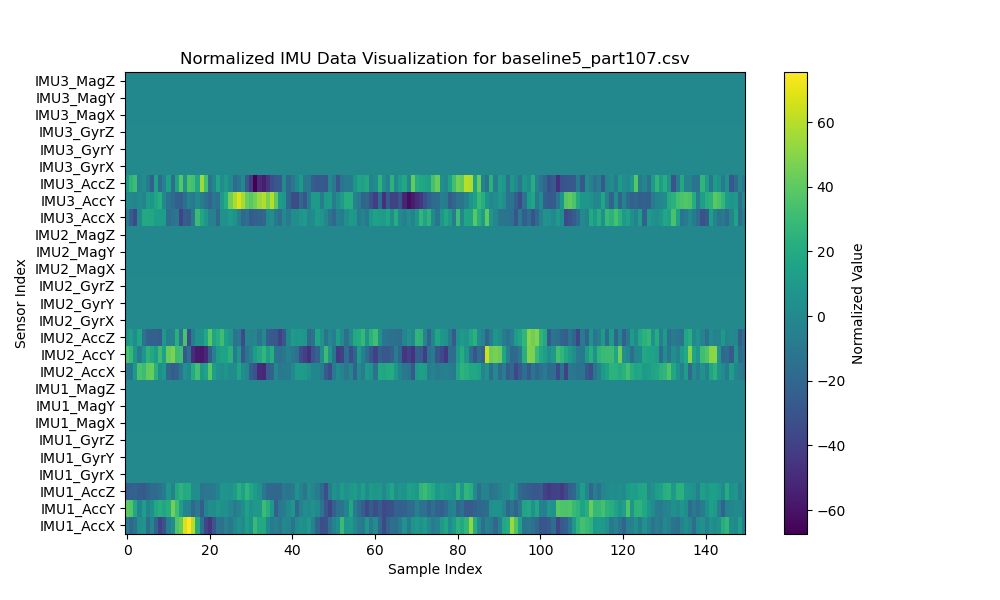 Normalized IMU Data Visualization for baseline5_part107.csv
IMU3_MagZ
IMU3_MagY
IMU3_MagX
IMU3_GyrZ
IMU3_GyrY
IMU3_GyrX
IMU3_AccZ
IMU3_AccY
IMU3_AccX
IMU2_MagZ
IMU2_MagY
IMU2_MagX
IMU2_GyrZ
IMU2_GyrY
IMU2_GyrX
IMU2_AccZ
IMU2_AccY
IMU2_AccX
IMU1_MagZ
IMU1_MagY
IMU1_MagX
IMU1_GyrZ
IMU1_GyrY
IMU1_GyrX
IMU1_AccZ
IMU1_AccY
IMU1_AccX
Sensor Index
0 20 40 60 80 100 120 140
Sample Index
60
40
20
0
−20
−40
−60
Normalized Value